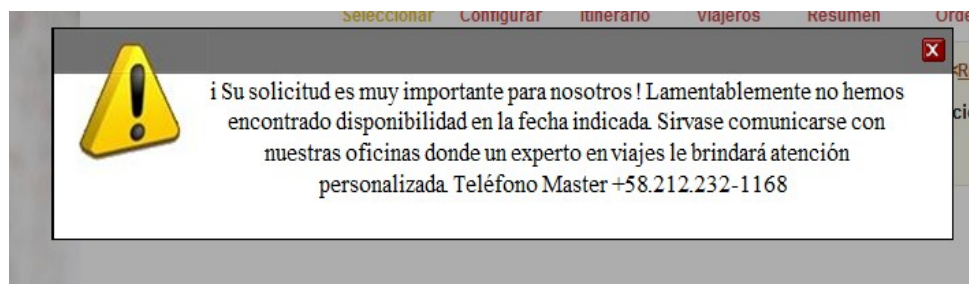 Seleccionar Configurar Itinerario Viajeros Resumen
¡ Su solicitud es muy importante para nosotros ! Lamentablemente no hemos
encontrado disponibilidad en la fecha indicada. Sirvase comunicarse con
nuestras oficinas donde un experto en viajes le brindará atención
personalizada. Teléfono Master +58.212.232-1168